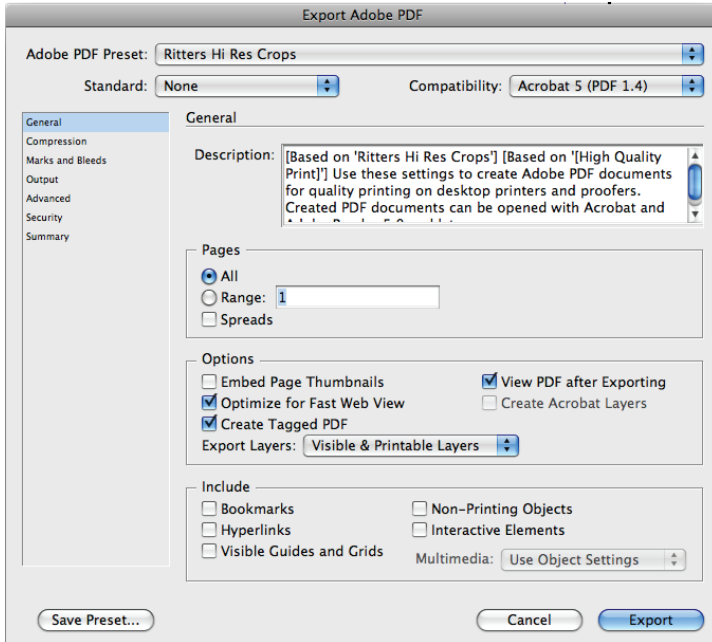 Export Adobe PDF
Adobe PDF Preset: Ritters Hi Res Crops
Standard: None Compatibility: Acrobat 5 (PDF 1.4)
General
Compression
Marks and Bleeds
Output
Advanced
Security
Summary
General
Description: [Based on 'Ritters Hi Res Crops'] [Based on '[High Quality
Print]'] Use these settings to create Adobe PDF documents
for quality printing on desktop printers and proofers.
Created PDF documents can be opened with Acrobat and
Pages
All
Range: 1
Spreads
Options
Embed Page Thumbnails View PDF after Exporting
Optimize for Fast Web View Create Acrobat Layers
Create Tagged PDF
Export Layers: Visible & Printable Layers
Include
Bookmarks Non-Printing Objects
Hyperlinks Interactive Elements
Visible Guides and Grids Multimedia: Use Object Settings
Save Preset... Cancel Export